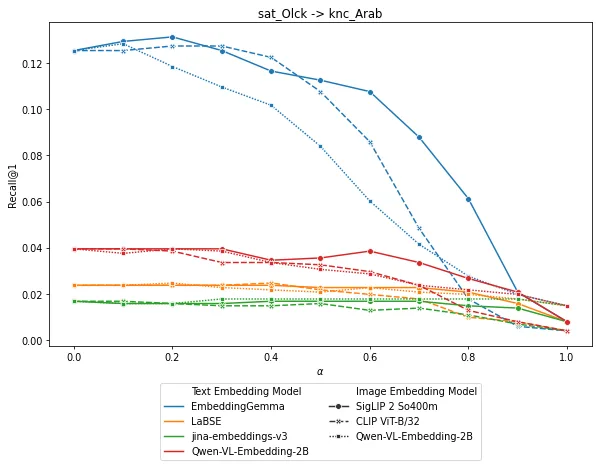 sat_Olck -> knc_Arab
Recall@1
0.12
0.10
0.08
0.06
0.04
0.02
0.00
0.0 0.2 0.4 0.6 0.8 1.0
α
Text Embedding Model Image Embedding Model
EmbeddingGemma SigLIP 2 So400m
LaBSE CLIP ViT-B/32
jina-embeddings-v3 Qwen-VL-Embedding-2B
Qwen-VL-Embedding-2B